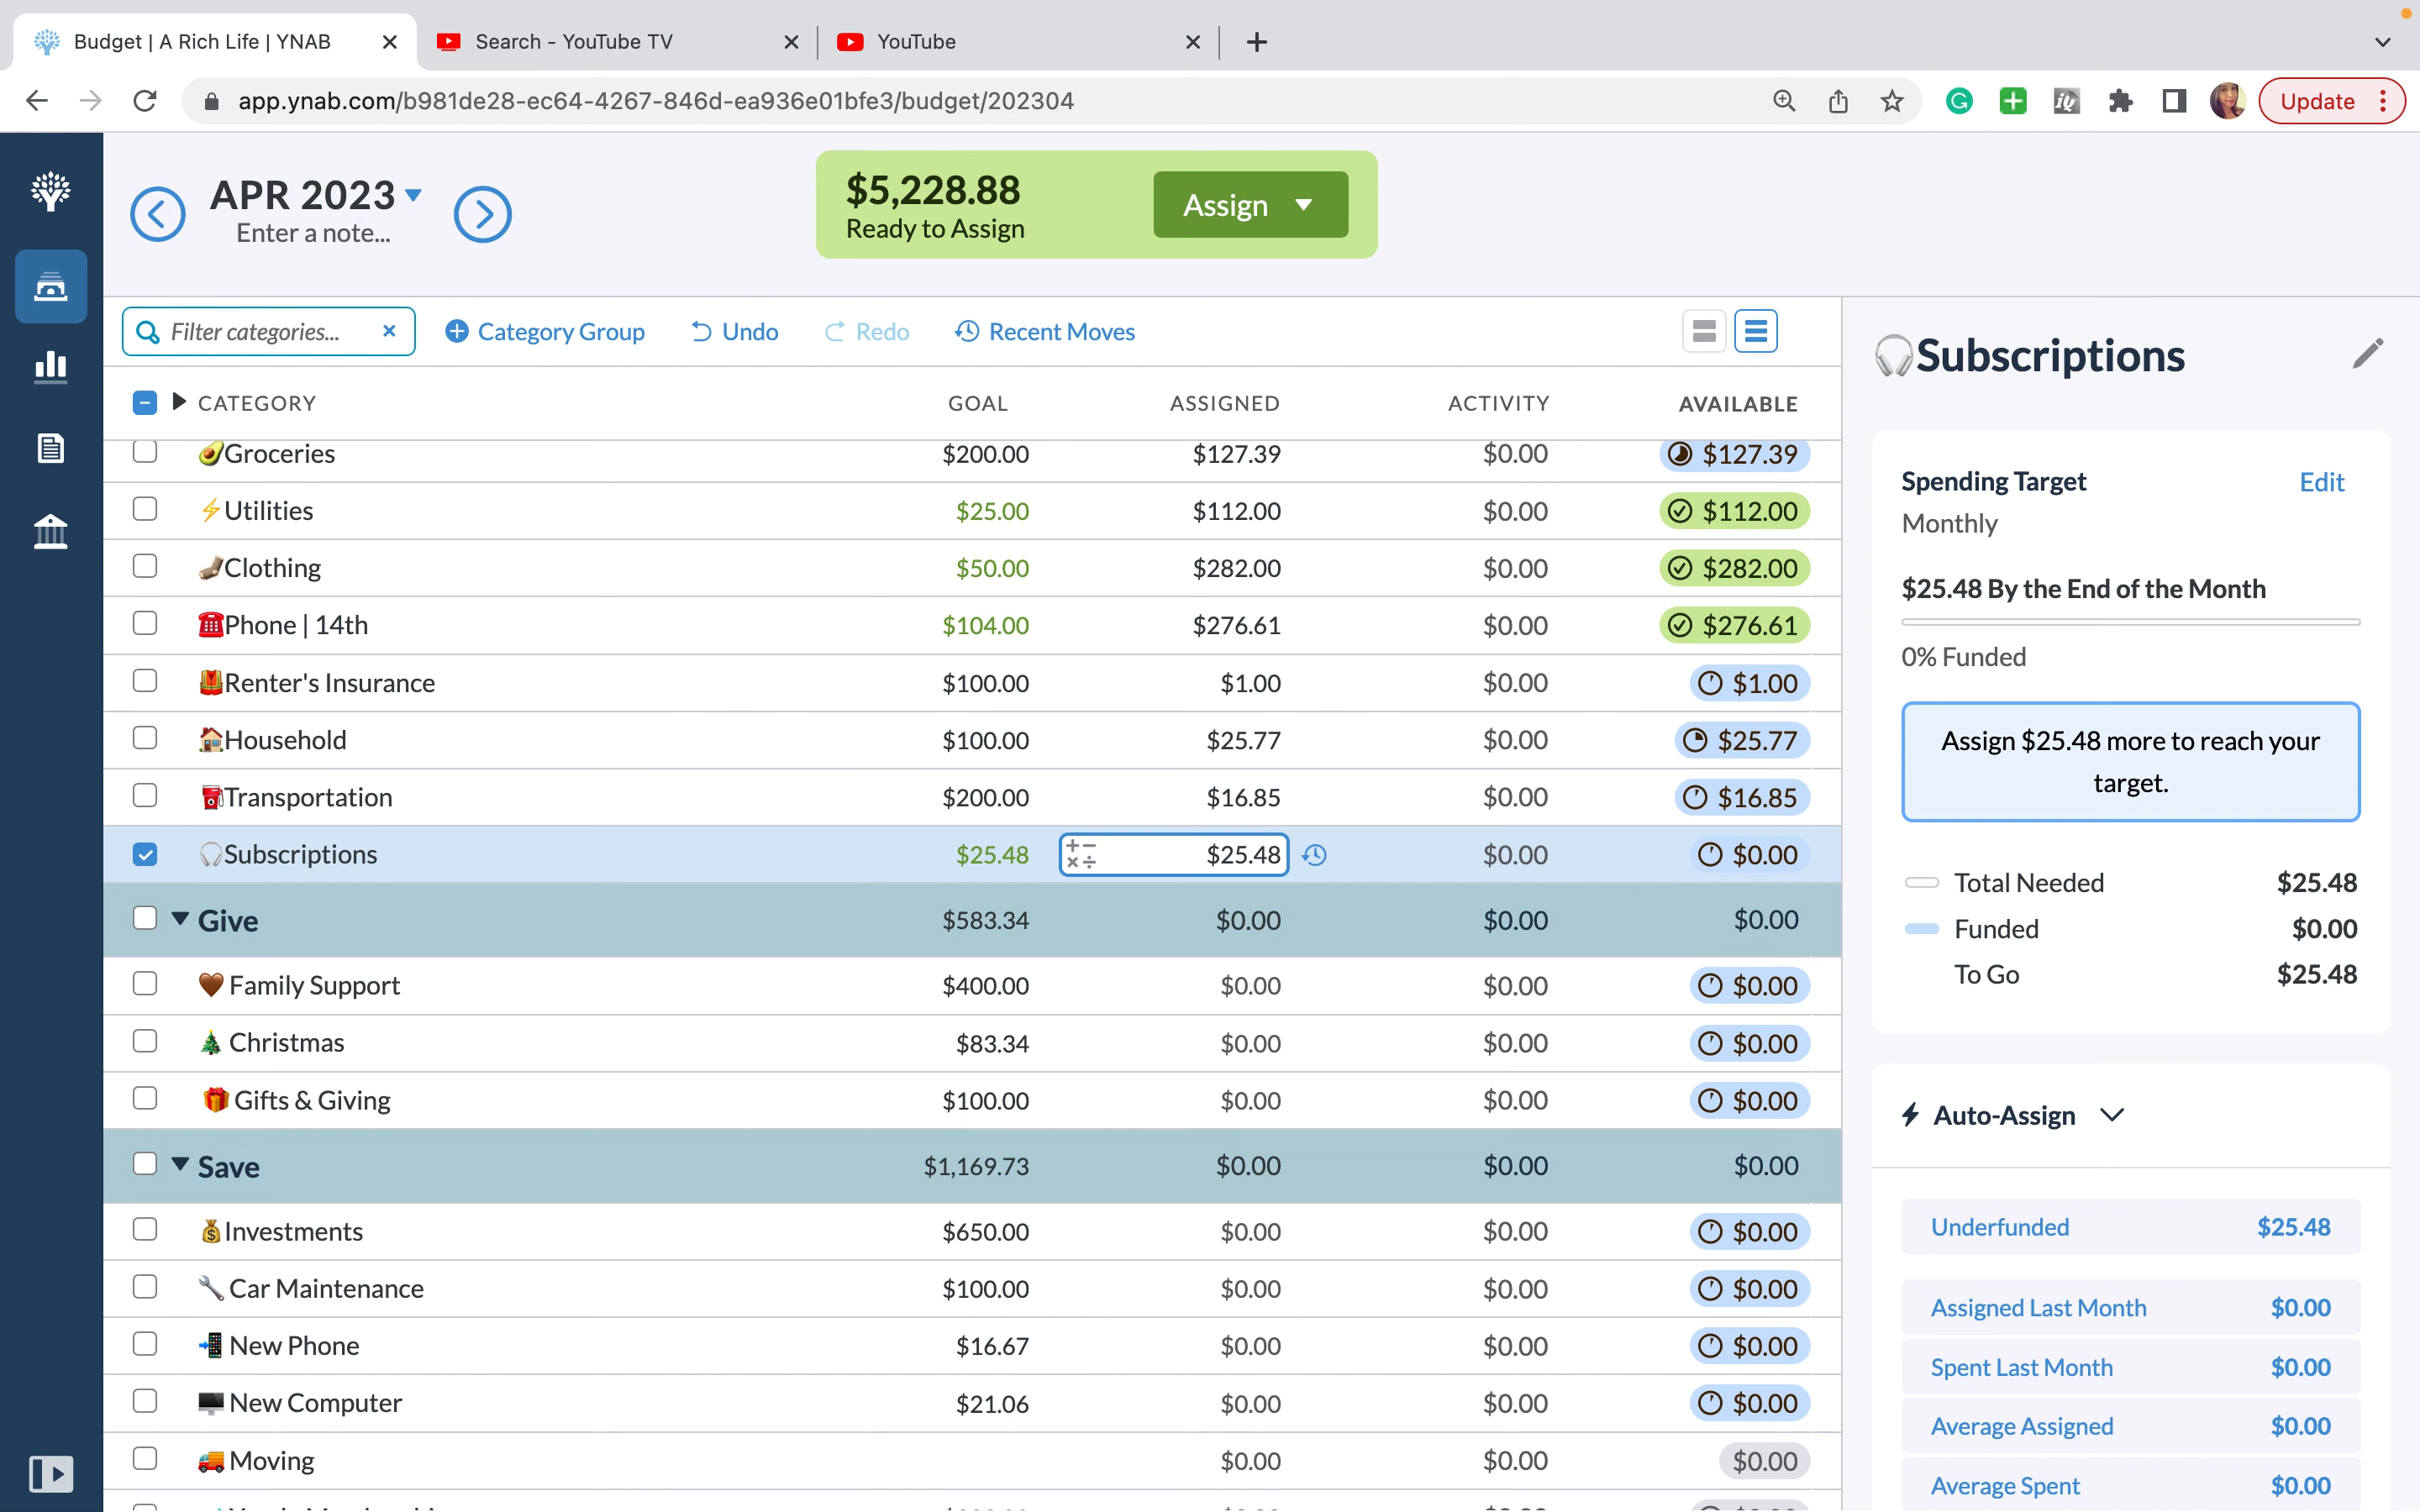 Budget | A Rich Life | YNAB
Search - YouTube TV
YouTube
app.ynab.com/b981de28-ec64-4267-846d-ea936e01bfe3/budget/202304
Update
APR 2023
Enter a note...
$5,228.88
Ready to Assign
Assign
Filter categories...
Category Group
Undo
Redo
Recent Moves
CATEGORY GOAL ASSIGNED ACTIVITY AVAILABLE
Groceries $200.00 $127.39 $0.00 $127.39
Utilities $25.00 $112.00 $0.00 $112.00
Clothing $50.00 $282.00 $0.00 $282.00
Phone | 14th $104.00 $276.61 $0.00 $276.61
Renter's Insurance $100.00 $1.00 $0.00 $1.00
Household $100.00 $25.77 $0.00 $25.77
Transportation $200.00 $16.85 $0.00 $16.85
Subscriptions $25.48 $25.48 $0.00 $0.00
Give $583.34 $0.00 $0.00 $0.00
Family Support $400.00 $0.00 $0.00 $0.00
Christmas $83.34 $0.00 $0.00 $0.00
Gifts & Giving $100.00 $0.00 $0.00 $0.00
Save $1,169.73 $0.00 $0.00 $0.00
Investments $650.00 $0.00 $0.00 $0.00
Car Maintenance $100.00 $0.00 $0.00 $0.00
New Phone $16.67 $0.00 $0.00 $0.00
New Computer $21.06 $0.00 $0.00 $0.00
Moving $0.00 $0.00 $0.00
Subscriptions
Spending Target Edit
Monthly
$25.48 By the End of the Month
0% Funded
Assign $25.48 more to reach your
target.
Total Needed $25.48
Funded $0.00
To Go $25.48
Auto-Assign
Underfunded $25.48
Assigned Last Month $0.00
Spent Last Month $0.00
Average Assigned $0.00
Average Spent $0.00